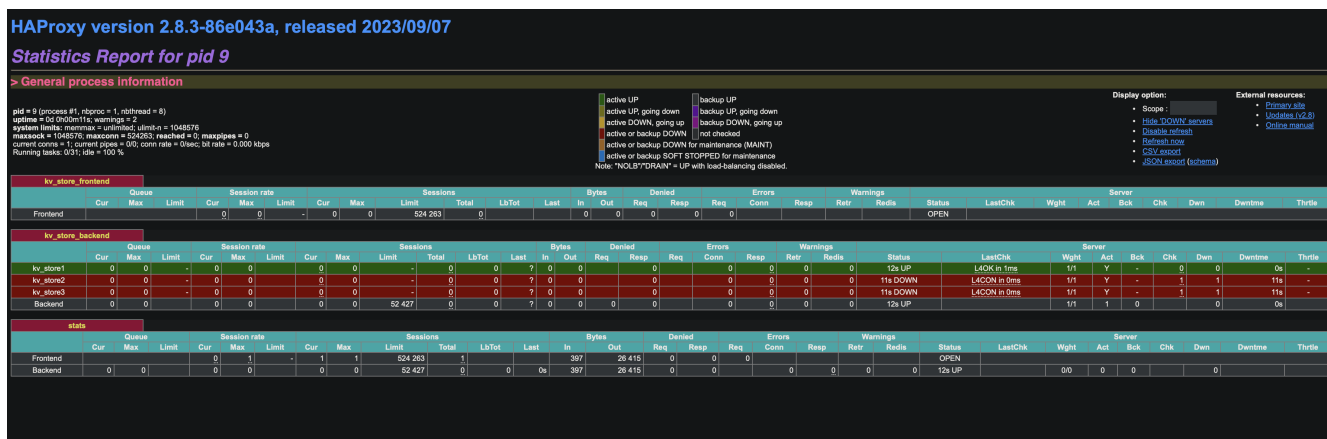 HAProxy version 2.8.3-86e043a, released 2023/09/07
Statistics Report for pid 9
> General process information
pid = 9 (process #1, nbproc = 1, nbthread = 8)
uptime = 0d 0h00m11s; warnings = 2
system limits: memmax = unlimited; ulimit-n = 1048576
maxsock = 1048576; maxconn = 524263; reached = 0; maxpipes = 0
current conns = 1; current pipes = 0/0; conn rate = 0/sec; bit rate = 0.000 kbps
Running tasks: 0/31; idle = 100 %
active UP backup UP
active UP, going down backup UP, going down
active DOWN, going up backup DOWN, going up
active or backup DOWN not checked
active or backup DOWN for maintenance (MAINT)
active or backup SOFT STOPPED for maintenance
Note: "NOLB"/"DRAIN" = UP with load-balancing disabled.
Display option:
Scope :
Hide 'DOWN' servers
Disable refresh
Refresh now
CSV export
JSON export (schema)
External resources:
Primary site
Updates (v2.8)
Online manual
kv_store_frontend
Queue Session rate Sessions Bytes Denied Errors Warnings Server
Cur Max Limit Cur Max Limit Cur Max Limit Total LbTot Last In Out Req Resp Req Conn Resp Retr Redis Status LastChk Wght Act Bck Chk Dwn Dwntme Thrtle
Frontend 0 0 - 0 0 524 263 0 0 0 0 0 0 OPEN
kv_store_backend
Queue Session rate Sessions Bytes Denied Errors Warnings Server
Cur Max Limit Cur Max Limit Cur Max Limit Total LbTot Last In Out Req Resp Req Conn Resp Retr Redis Status LastChk Wght Act Bck Chk Dwn Dwntme Thrtle
kv_store1 0 0 - 0 0 0 0 - 0 0 ? 0 0 0 0 0 0 0 12s UP L4OK in 1ms 1/1 Y - 0 0 0s -
kv_store2 0 0 - 0 0 0 0 - 0 0 ? 0 0 0 0 0 0 0 11s DOWN L4CON in 0ms 1/1 Y - 1 1 11s -
kv_store3 0 0 - 0 0 0 0 - 0 0 ? 0 0 0 0 0 0 0 11s DOWN L4CON in 0ms 1/1 Y - 1 1 11s -
Backend 0 0 0 0 0 0 52 427 0 0 ? 0 0 0 0 0 0 0 0 12s UP 1/1 1 0 0 0s
stats
Queue Session rate Sessions Bytes Denied Errors Warnings Server
Cur Max Limit Cur Max Limit Cur Max Limit Total LbTot Last In Out Req Resp Req Conn Resp Retr Redis Status LastChk Wght Act Bck Chk Dwn Dwntme Thrtle
Frontend 0 1 - 1 1 524 263 1 397 26 415 0 0 0 OPEN
Backend 0 0 0 0 0 0 52 427 0 0 0s 397 26 415 0 0 0 0 0 0 12s UP 0/0 0 0 0